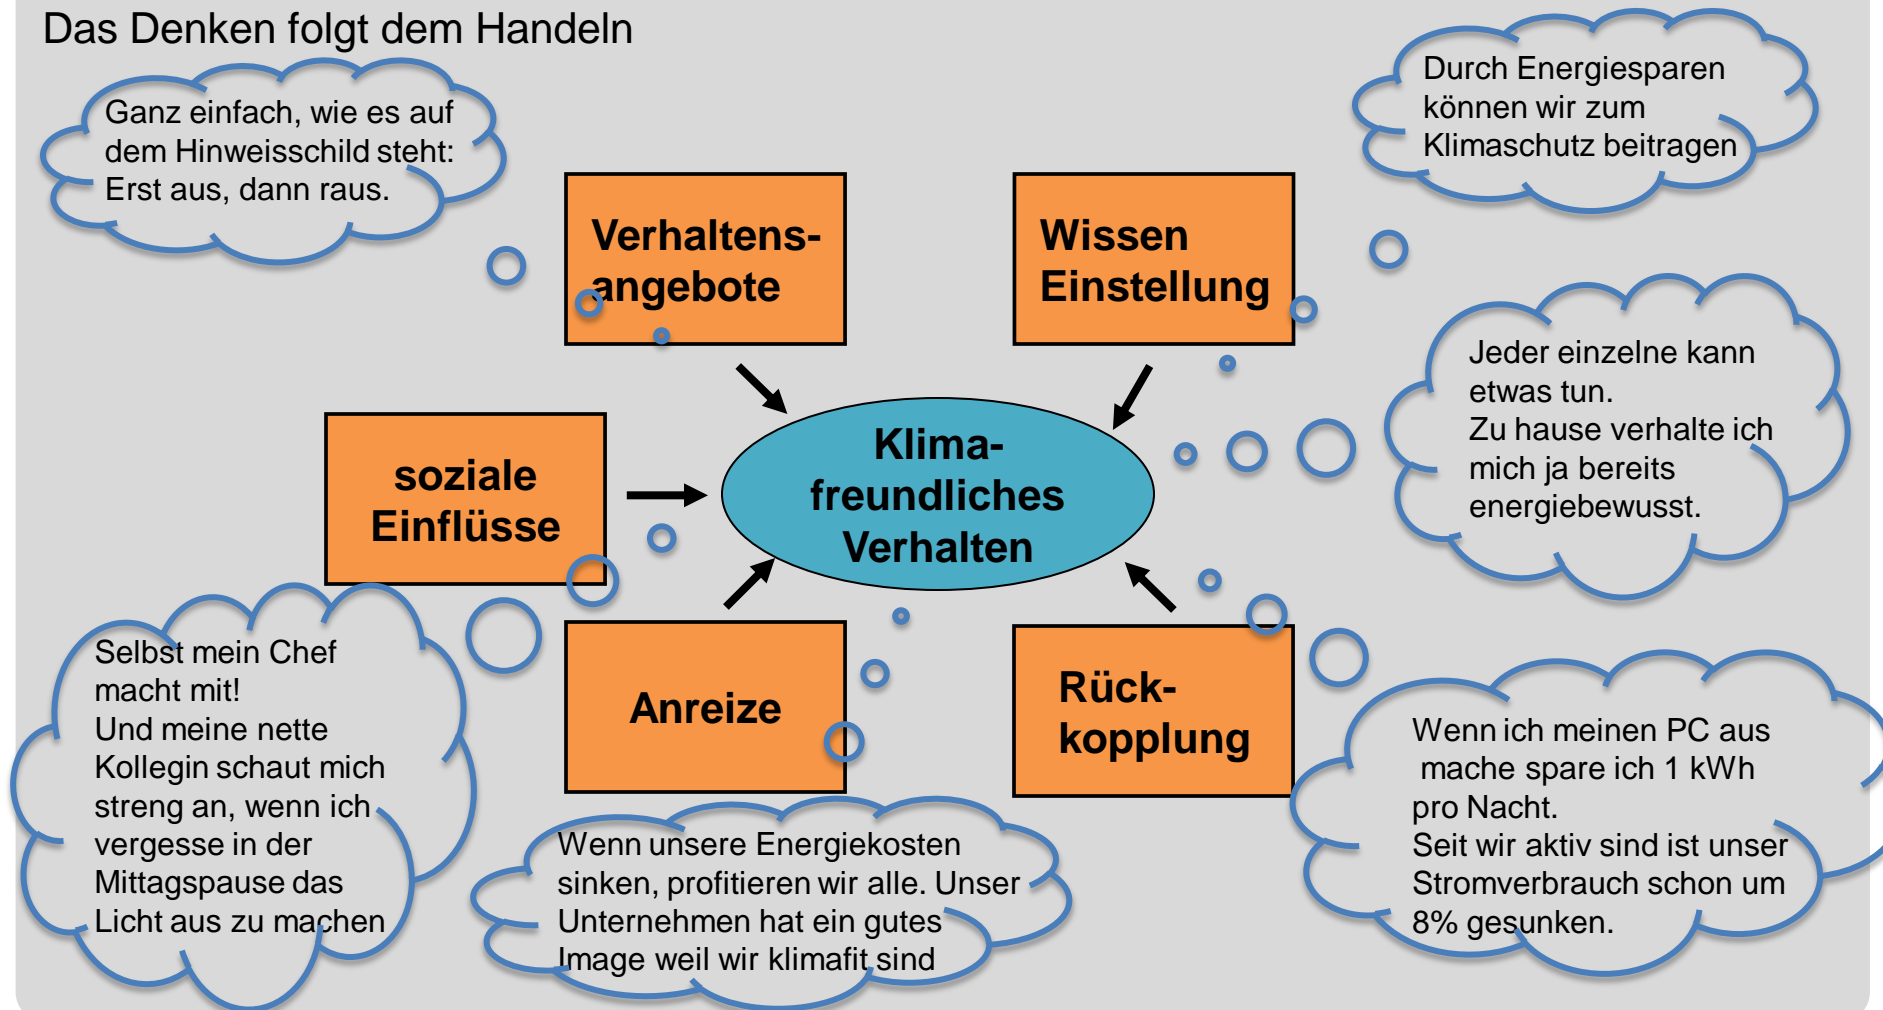 Das Denken folgt dem Handeln
Ganz einfach, wie es auf
dem Hinweisschild steht:
Erst aus, dann raus.
Durch Energiesparen
können wir zum
Klimaschutz beitragen
Verhaltens-
angebote
Wissen
Einstellung
Jeder einzelne kann
etwas tun.
Zu hause verhalte ich
mich ja bereits
energiebewusst.
soziale
Einflüsse
Klima-
freundliches
Verhalten
Selbst mein Chef
macht mit!
Und meine nette
Kollegin schaut mich
streng an, wenn ich
vergesse in der
Mittagspause das
Licht aus zu machen
Anreize
Rück-
kopplung
Wenn unsere Energiekosten
sinken, profitieren wir alle. Unser
Unternehmen hat ein gutes
Image weil wir klimafit sind
Wenn ich meinen PC aus
mache spare ich 1 kWh
pro Nacht.
Seit wir aktiv sind ist unser
Stromverbrauch schon um
8% gesunken.